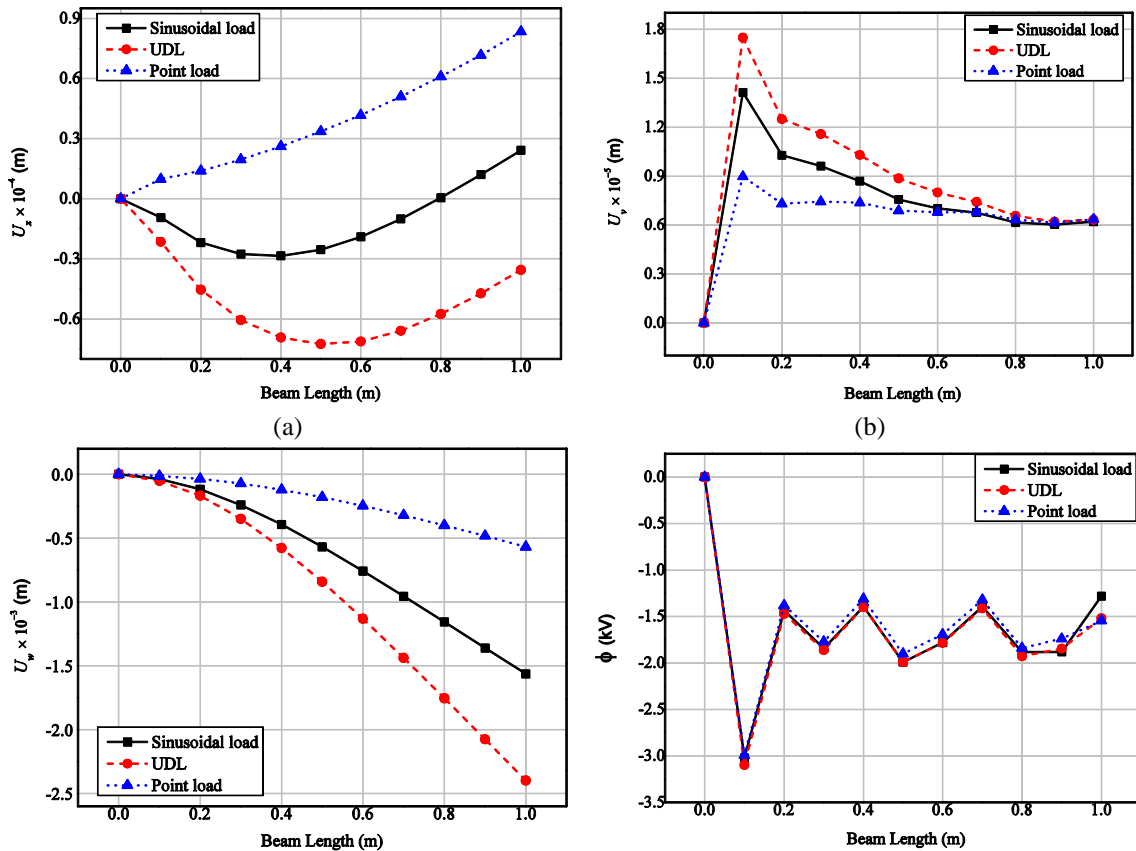 0.9
0.6
0.3
0.0
-0.3
-0.6
U_x × 10⁻⁴ (m)
Sinusoidal load
UDL
Point load
0.0 0.2 0.4 0.6 0.8 1.0
Beam Length (m)
(a)
1.8
1.5
1.2
0.9
0.6
0.3
0.0
U_v × 10⁻⁵ (m)
Sinusoidal load
UDL
Point load
0.0 0.2 0.4 0.6 0.8 1.0
Beam Length (m)
(b)
0.0
-0.5
-1.0
-1.5
-2.0
-2.5
U_w × 10⁻³ (m)
Sinusoidal load
UDL
Point load
0.0 0.2 0.4 0.6 0.8 1.0
Beam Length (m)
0.0
-0.5
-1.0
-1.5
-2.0
-2.5
-3.0
-3.5
ϕ (kV)
Sinusoidal load
UDL
Point load
0.0 0.2 0.4 0.6 0.8 1.0
Beam Length (m)